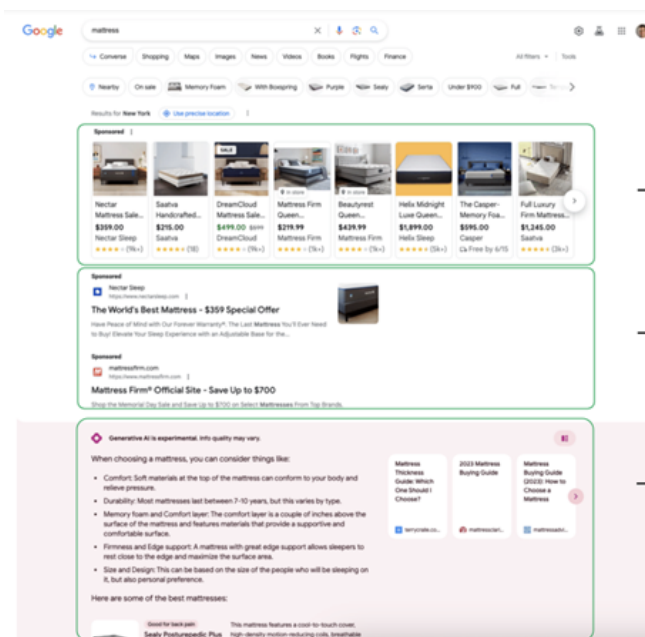 Google
mattress
Converse Shopping Maps Images News Videos Books Flights Finance All filters Tools
Nearby On sale Memory Foam With Boxspring Purple Sealy Serta Under $900 Full
Results for New York Use precise location
Sponsored
SALE
In store In store
Nectar Saatva DreamCloud Mattress Firm Beautyrest Helix Midnight The Casper- Full Luxury
Mattress Sale... Handcrafted... Mattress Sale... Queen... Queen... Luxe Queen... Memory Foa... Firm Mattress...
$359.00 $215.00 $499.00 $219.99 $439.99 $1,899.00 $595.00 $1,245.00
Nectar Sleep Saatva DreamCloud Mattress Firm Mattress Firm Helix Sleep Casper Saatva
(9k+) (18) (9k+) (1k+) (1k+) (5k+) Free by 6/15 (3k+)
Sponsored
Nectar Sleep
https://www.nectarsleep.com
The World's Best Mattress - $359 Special Offer
Have Peace of Mind with Our Forever Warranty®. The Last Mattress You'll Ever Need
to Buy! Elevate Your Sleep Experience with an Adjustable Base for the...
Sponsored
mattressfirm.com
https://www.mattressfirm.com
Mattress Firm® Official Site - Save Up to $700
Shop the Memorial Day Sale and Save Up to $700 on Select Mattresses From Top Brands.
Generative AI is experimental. Info quality may vary.
When choosing a mattress, you can consider things like:
• Comfort: Soft materials at the top of the mattress can conform to your body and
relieve pressure.
• Durability: Most mattresses last between 7-10 years, but this varies by type.
• Memory foam and Comfort layer: The comfort layer is a couple of inches above the
surface of the mattress and features materials that provide a supportive and
comfortable surface.
• Firmness and Edge support: A mattress with great edge support allows sleepers to
rest close to the edge and maximize the surface area.
• Size and Design: This can be based on the size of the people who will be sleeping on
it, but also personal preference.
Mattress
Thickness
Guide: Which
One Should I
Choose?
terrycralle.co...
2023 Mattress
Buying Guide
mattressclari...
Mattress
Buying Guide
(2023): How to
Choose a
Mattress
mattressadvi...
Here are some of the best mattresses:
Good for back pain
Sealy Posturepedic Plus
This mattress features a cool-to-touch cover,
high-density motion-reducing coils, breathable